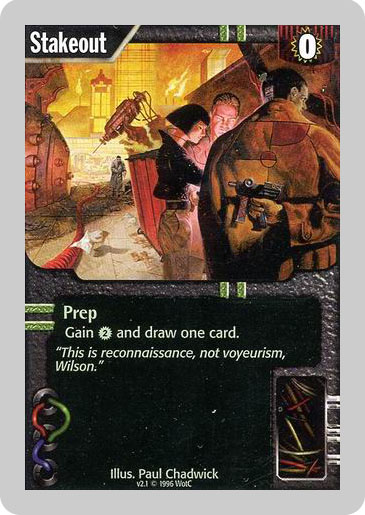 Stakeout
0
Prep
Gain 2 and draw one card.
"This is reconnaissance, not voyeurism,
Wilson."
Illus. Paul Chadwick
v2.1 © 1996 WotC